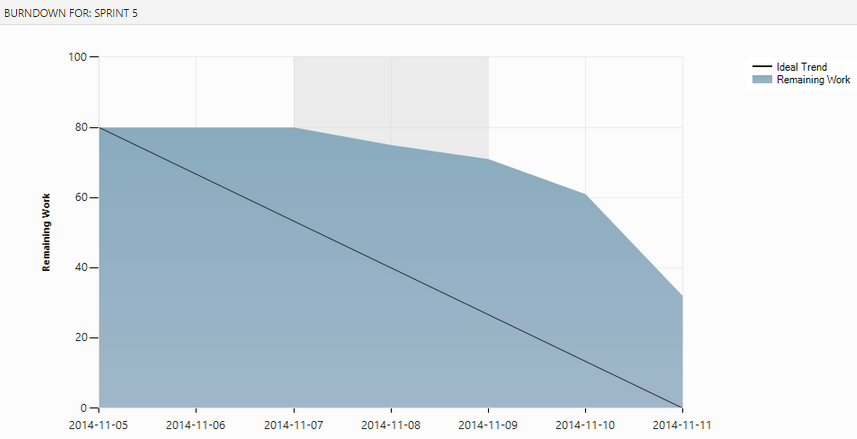 BURNDOWN FOR: SPRINT 5
Ideal Trend
Remaining Work
Remaining Work
100
80
60
40
20
0
2014-11-05 2014-11-06 2014-11-07 2014-11-08 2014-11-09 2014-11-10 2014-11-11